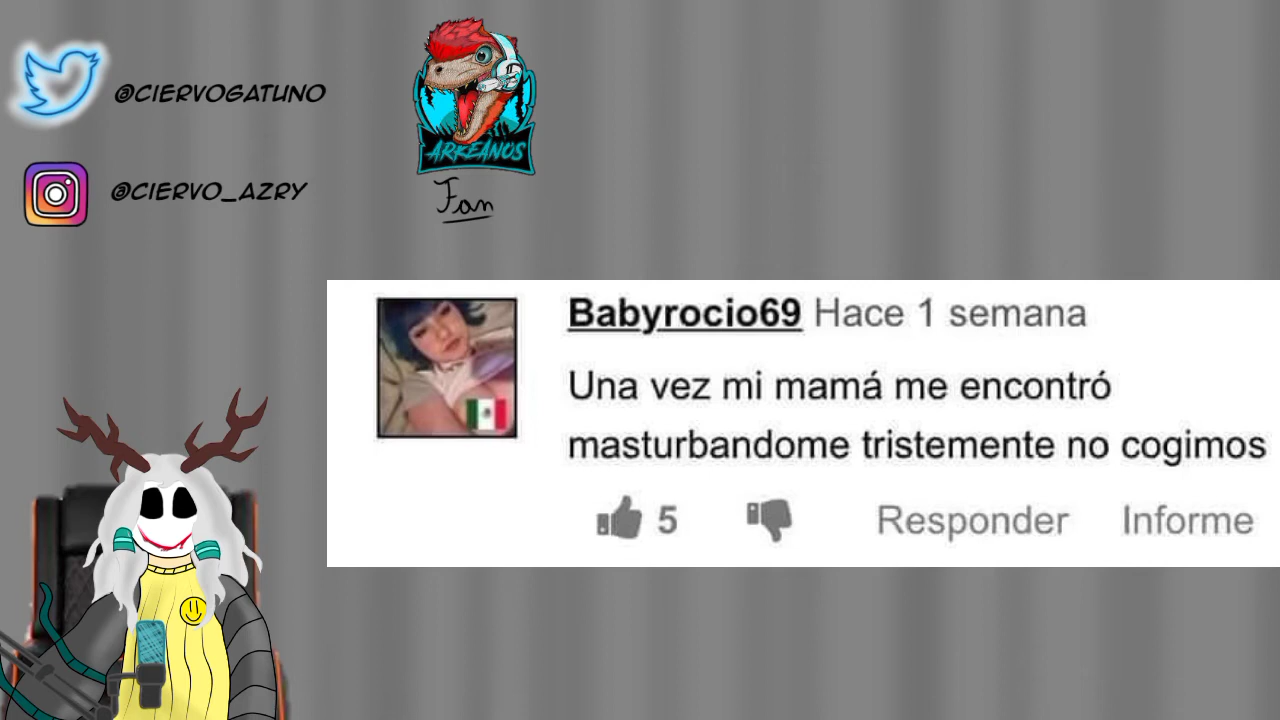 @CIERVOGATUNO
ARKEANOS
@CIERVO_AZRY
Fan
Babyrocio69 Hace 1 semana
Una vez mi mamá me encontró
masturbandome tristemente no cogimos
5 Responder Informe